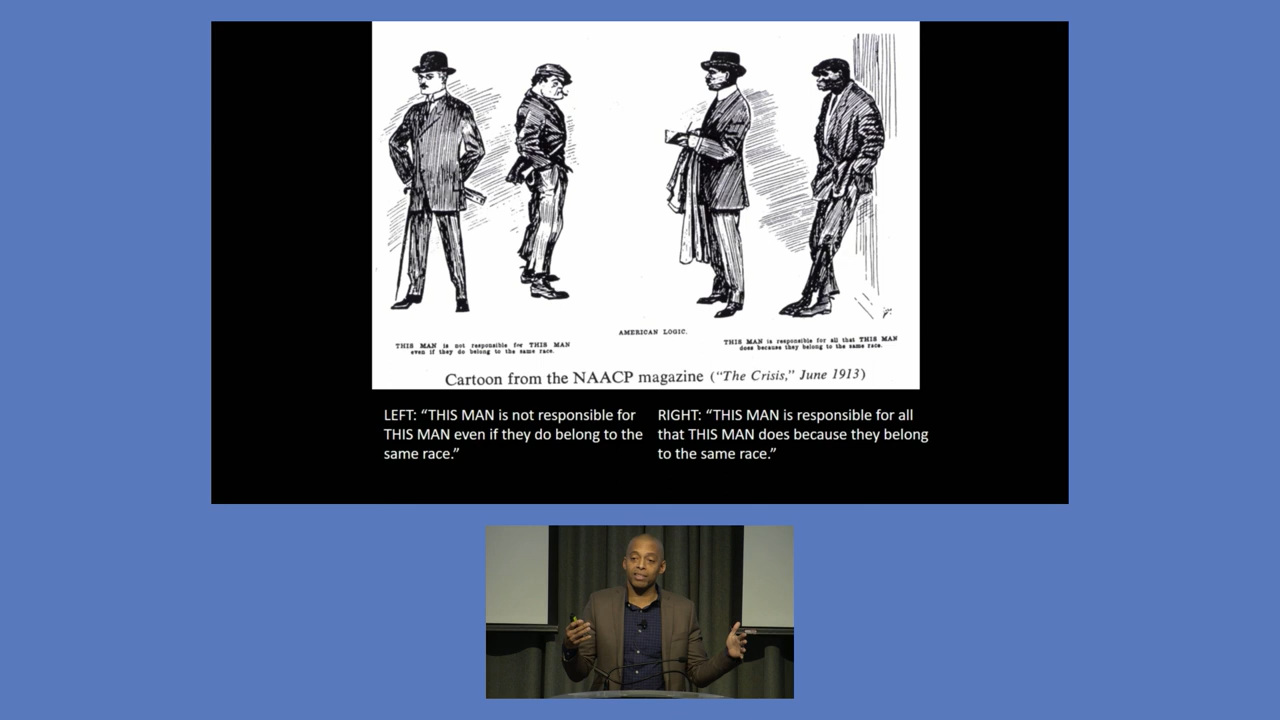 AMERICAN LOGIC.
THIS MAN is not responsible for THIS MAN
even if they do belong to the same race.
THIS MAN is responsible for all that THIS MAN
does because they belong to the same race.
Cartoon from the NAACP magazine ("The Crisis," June 1913)
LEFT: “THIS MAN is not responsible for
THIS MAN even if they do belong to the
same race.”
RIGHT: “THIS MAN is responsible for all
that THIS MAN does because they belong
to the same race.”